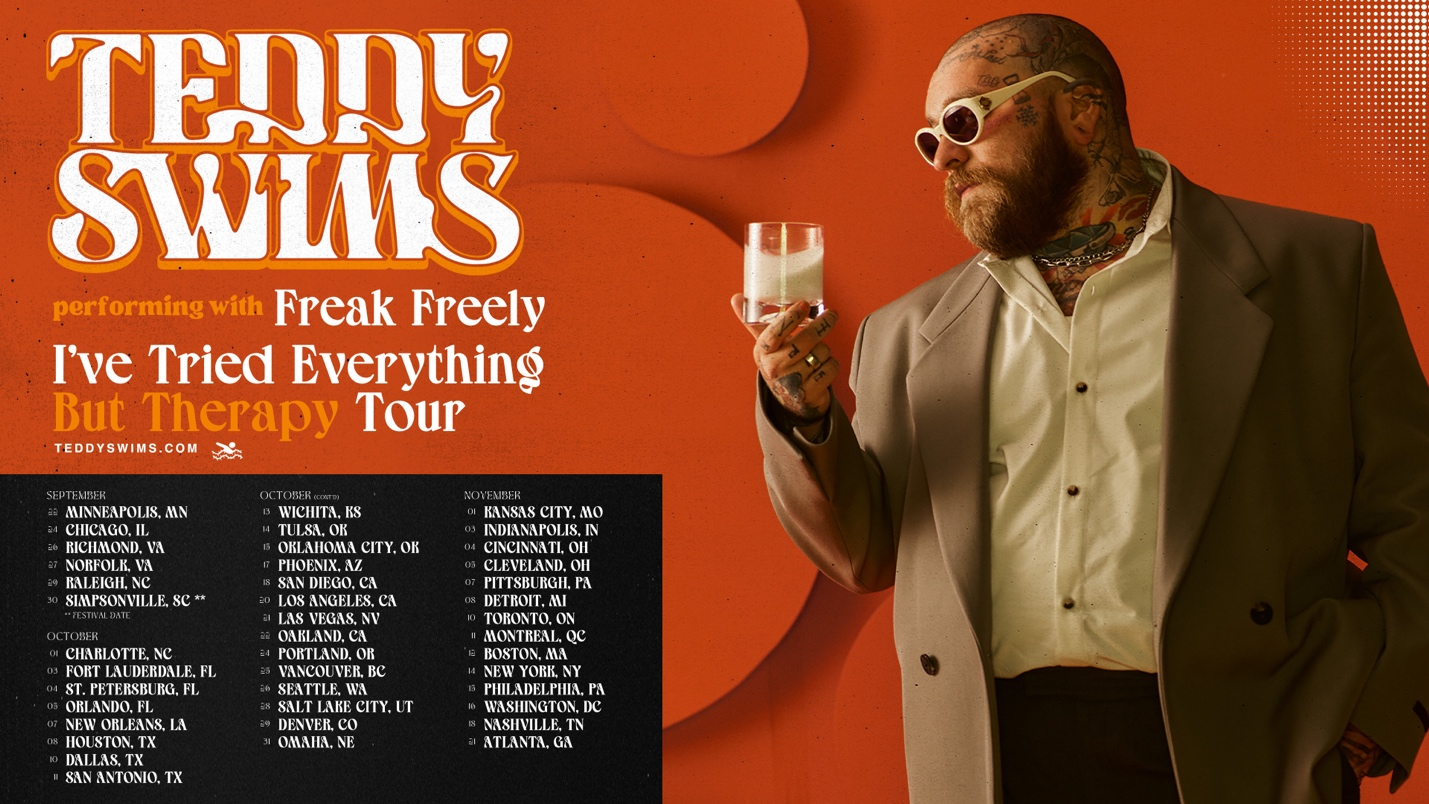 TEDDY
SWIMS
performing with Freak Freely
I've Tried Everything
But Therapy Tour
TEDDYSWIMS.COM
SEPTEMBER
22 MINNEAPOLIS, MN
24 CHICAGO, IL
26 RICHMOND, VA
27 NORFOLK, VA
29 RALEIGH, NC
30 SIMPSONVILLE, SC **
** FESTIVAL DATE
OCTOBER
01 CHARLOTTE, NC
03 FORT LAUDERDALE, FL
04 ST. PETERSBURG, FL
05 ORLANDO, FL
07 NEW ORLEANS, LA
08 HOUSTON, TX
10 DALLAS, TX
11 SAN ANTONIO, TX
OCTOBER (CONT'D)
13 WICHITA, KS
14 TULSA, OK
15 OKLAHOMA CITY, OK
17 PHOENIX, AZ
18 SAN DIEGO, CA
20 LOS ANGELES, CA
21 LAS VEGAS, NV
22 OAKLAND, CA
24 PORTLAND, OR
25 VANCOUVER, BC
26 SEATTLE, WA
28 SALT LAKE CITY, UT
29 DENVER, CO
31 OMAHA, NE
NOVEMBER
01 KANSAS CITY, MO
03 INDIANAPOLIS, IN
04 CINCINNATI, OH
05 CLEVELAND, OH
07 PITTSBURGH, PA
08 DETROIT, MI
10 TORONTO, ON
11 MONTREAL, QC
12 BOSTON, MA
14 NEW YORK, NY
15 PHILADELPHIA, PA
16 WASHINGTON, DC
18 NASHVILLE, TN
21 ATLANTA, GA